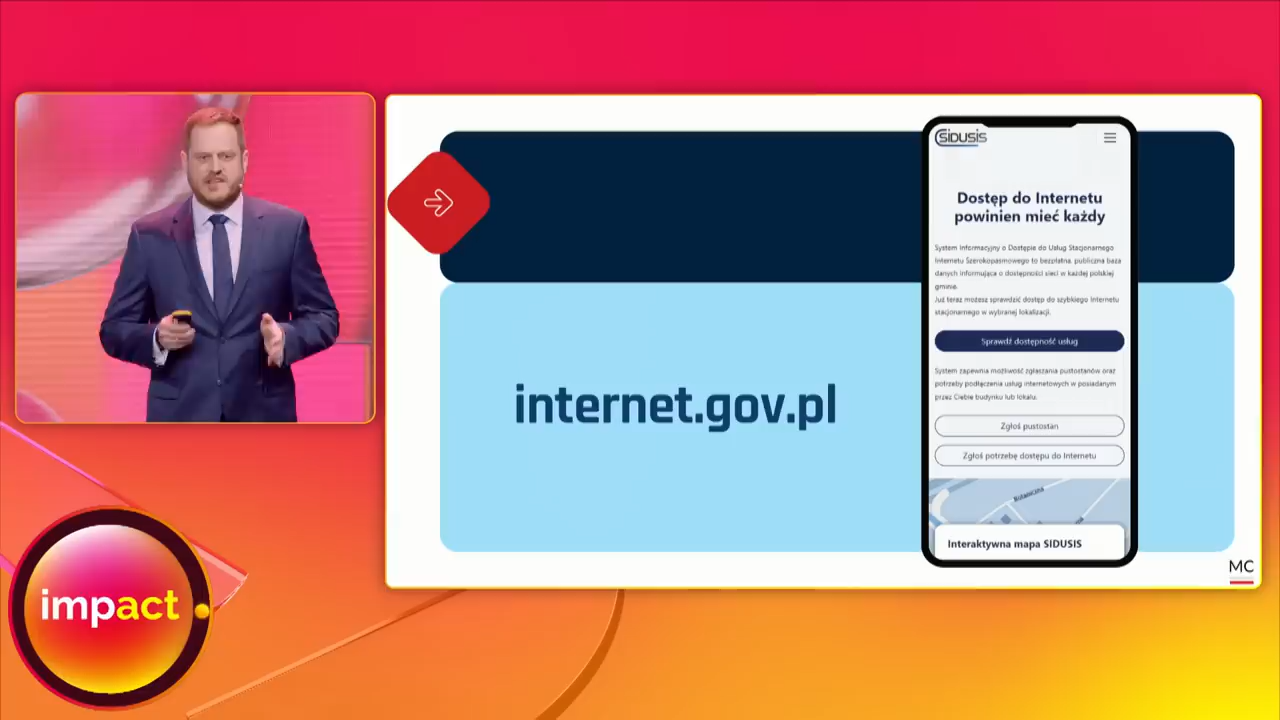 SIDUSIS
Dostęp do Internetu
powinien mieć każdy
System Informacyjny o Dostępie do Usług Stacjonarnego
Internetu Szerokopasmowego to bezpłatna, publiczna baza
danych informująca o dostępności sieci w każdej polskiej
gminie.
Już teraz możesz sprawdzić dostęp do szybkiego Internetu
stacjonarnego w wybranej lokalizacji.
Sprawdź dostępność usług
System zapewnia możliwość zgłaszania pustostanów oraz
potrzeby podłączenia usług internetowych w posiadanym
przez Ciebie budynku lub lokalu.
Zgłoś pustostan
Zgłoś potrzebę dostępu do Internetu
Botaniczna
Interaktywna mapa SIDUSIS
internet.gov.pl
MC
impact